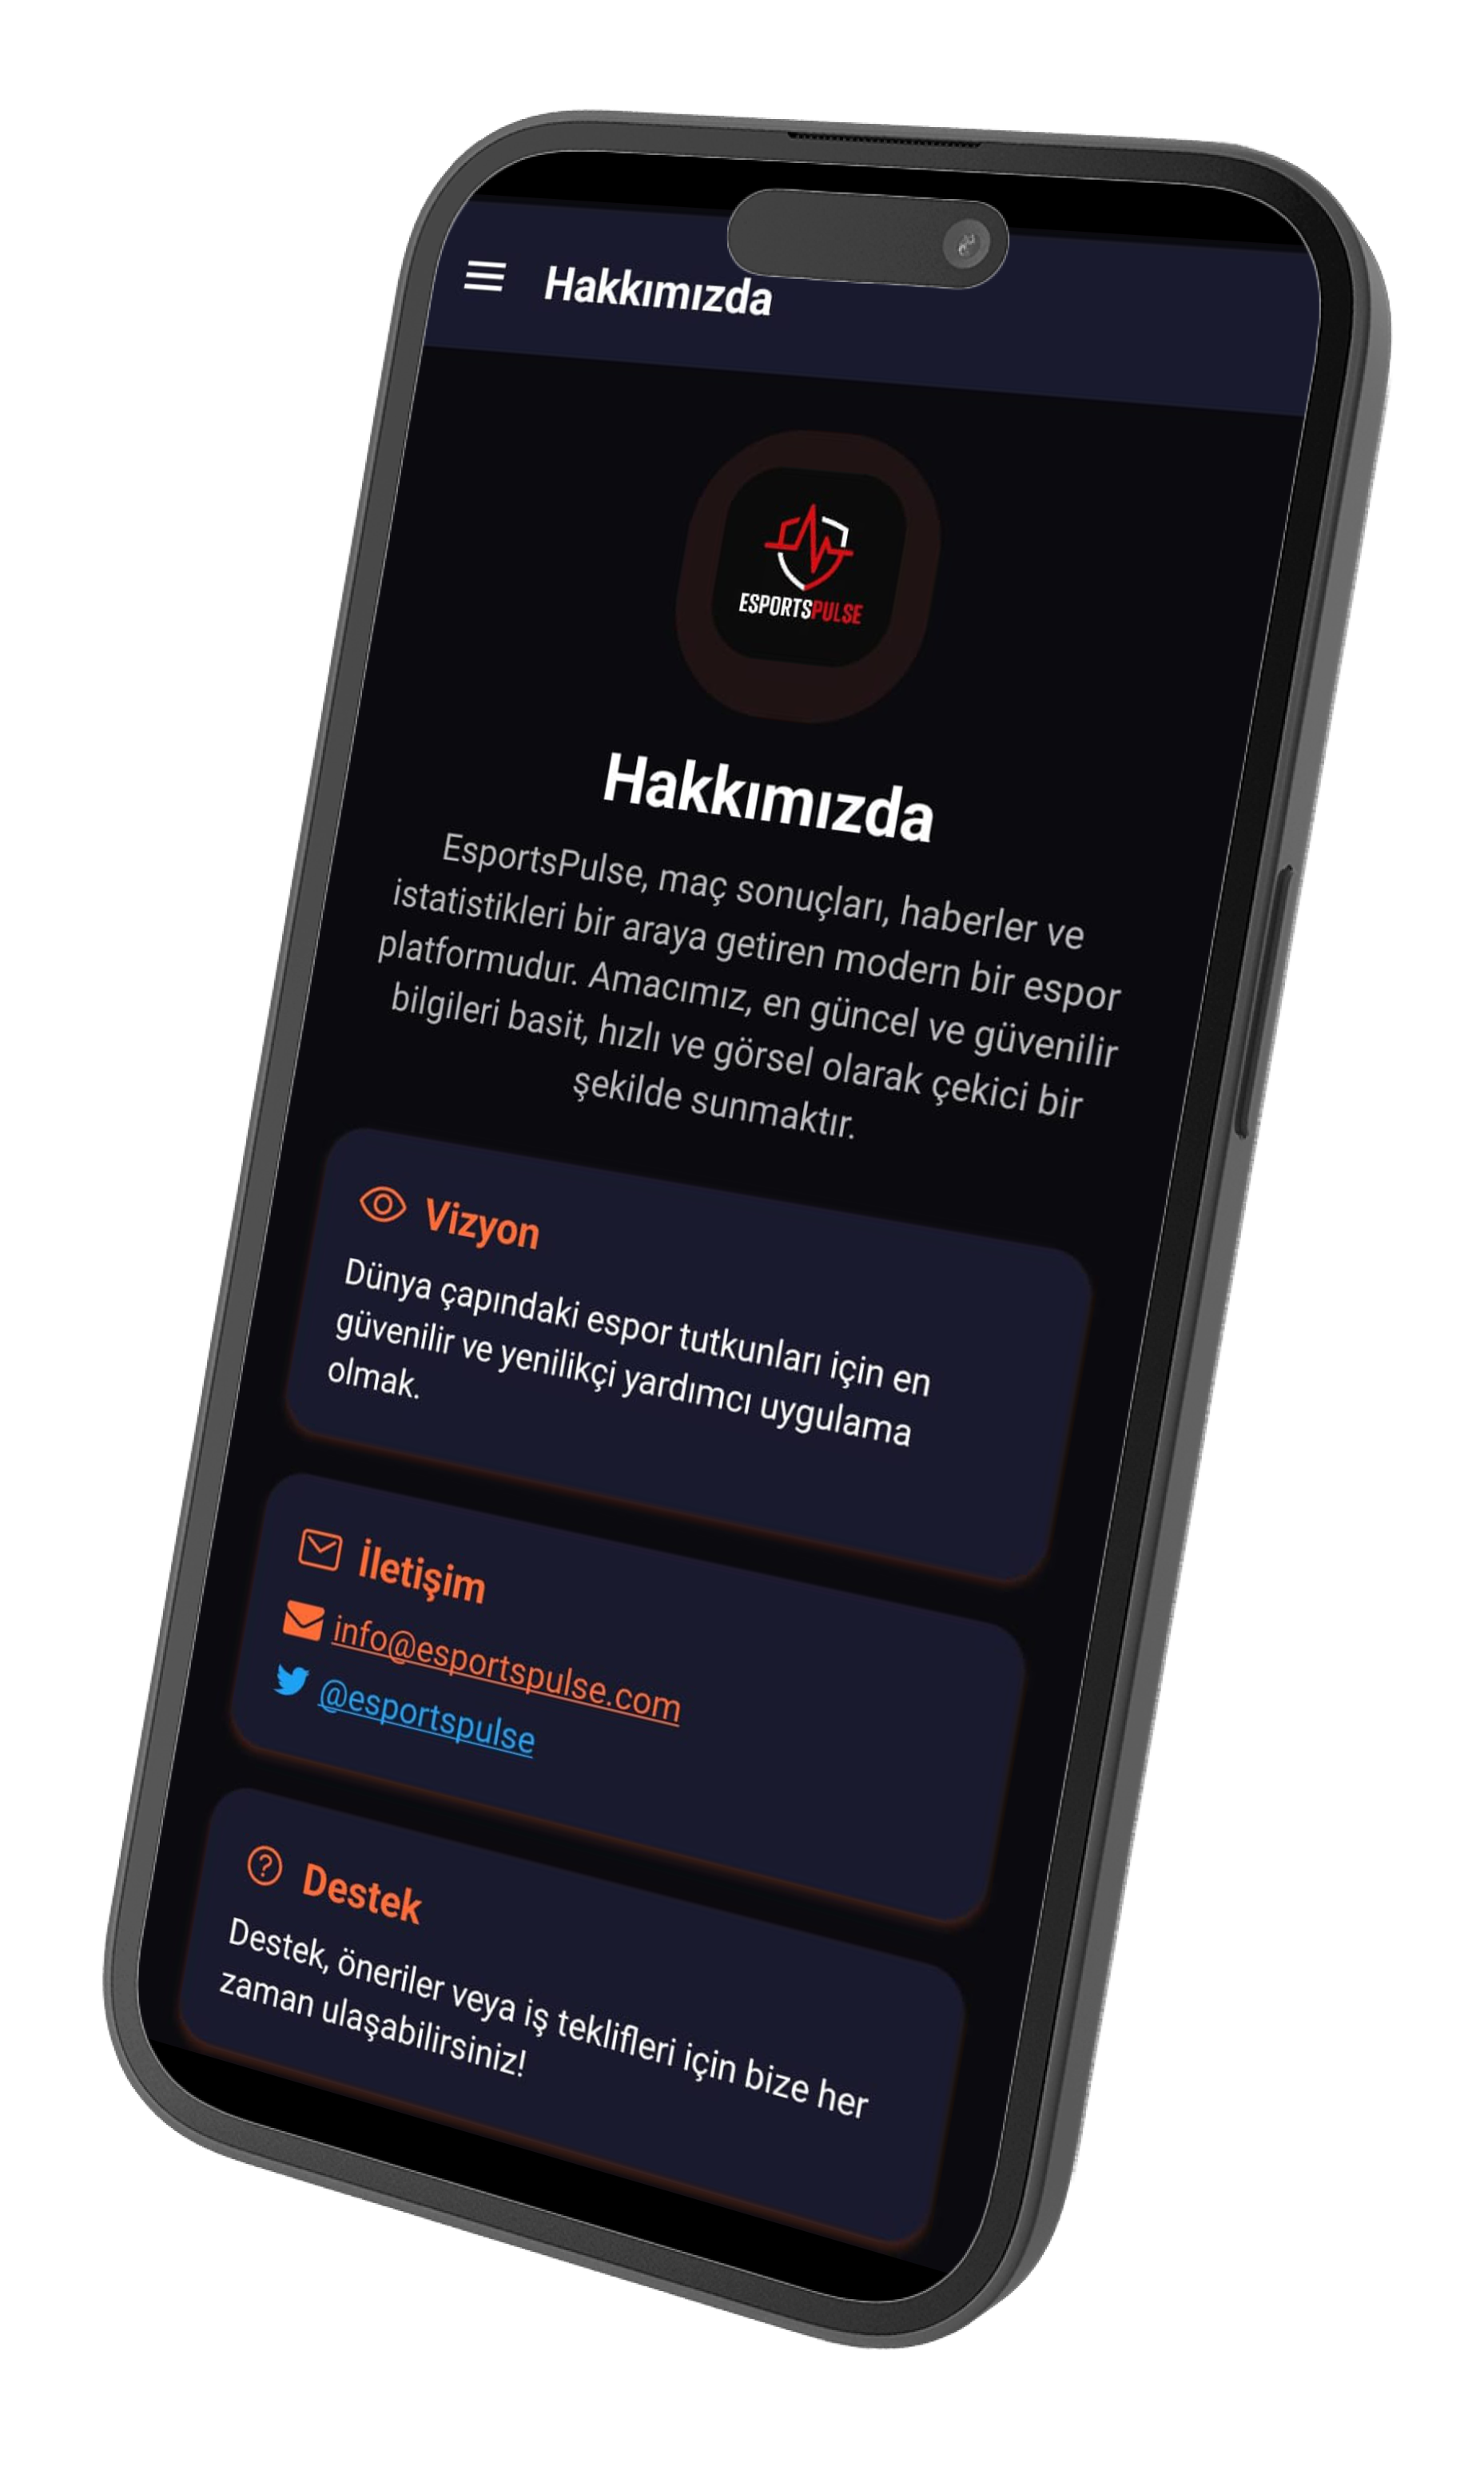 Hakkımızda
ESPORTSPULSE
Hakkımızda
EsportsPulse, maç sonuçları, haberler ve
istatistikleri bir araya getiren modern bir espor
platformudur. Amacımız, en güncel ve güvenilir
bilgileri basit, hızlı ve görsel olarak çekici bir
şekilde sunmaktır.
Vizyon
Dünya çapındaki espor tutkunları için en
güvenilir ve yenilikçi yardımcı uygulama
olmak.
İletişim
info@esportspulse.com
@esportspulse
Destek
Destek, öneriler veya iş teklifleri için bize her
zaman ulaşabilirsiniz!